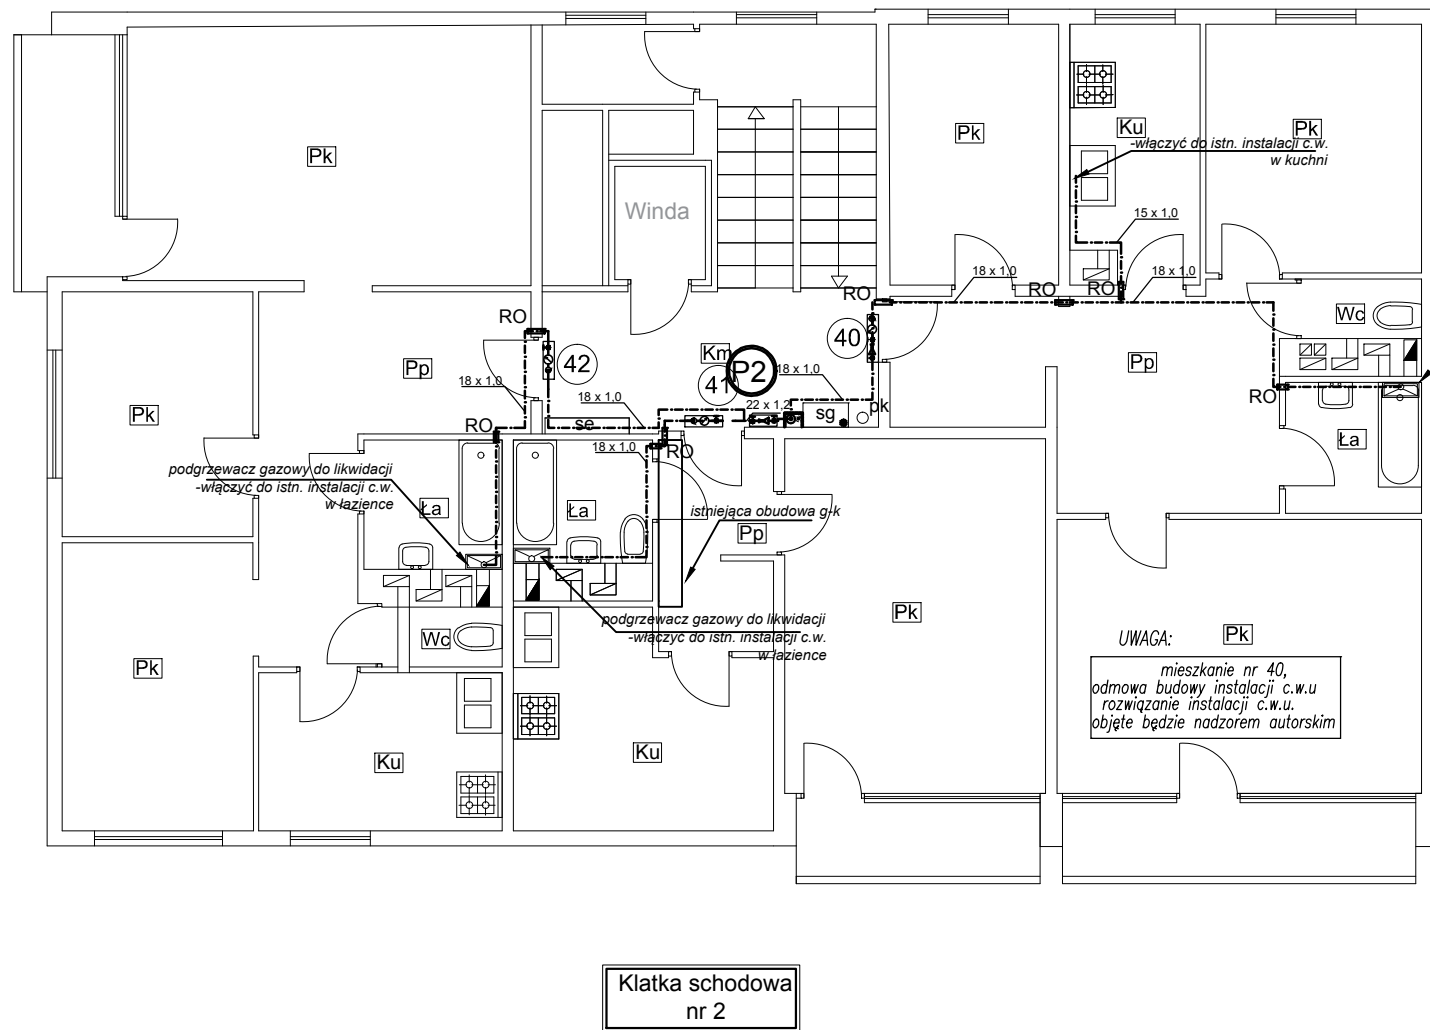 Pk
Winda
Pk
Ku
Pk
-włączyć do istn. instalacji c.w.
w kuchni
15 x 1,0
18 x 1,0
18 x 1,0
RO
RO
RO
Wc
RO
42
Km
40
Pp
41
P2
18 x 1,0
Pp
18 x 1,0
18 x 1,0
22 x 1,2
sg
pk
RO
Pk
RO
se
18 x 1,0
RO
Ła
podgrzewacz gazowy do likwidacji
-włączyć do istn. instalacji c.w.
w łazience
Ła
Ła
istniejąca obudowa g-k
Pp
Pk
podgrzewacz gazowy do likwidacji
-włączyć do istn. instalacji c.w.
w łazience
Wc
Pk
UWAGA:
Pk
mieszkanie nr 40,
odmowa budowy instalacji c.w.u
rozwiązanie instalacji c.w.u.
objęte będzie nadzorem autorskim
Ku
Ku
Klatka schodowa
nr 2